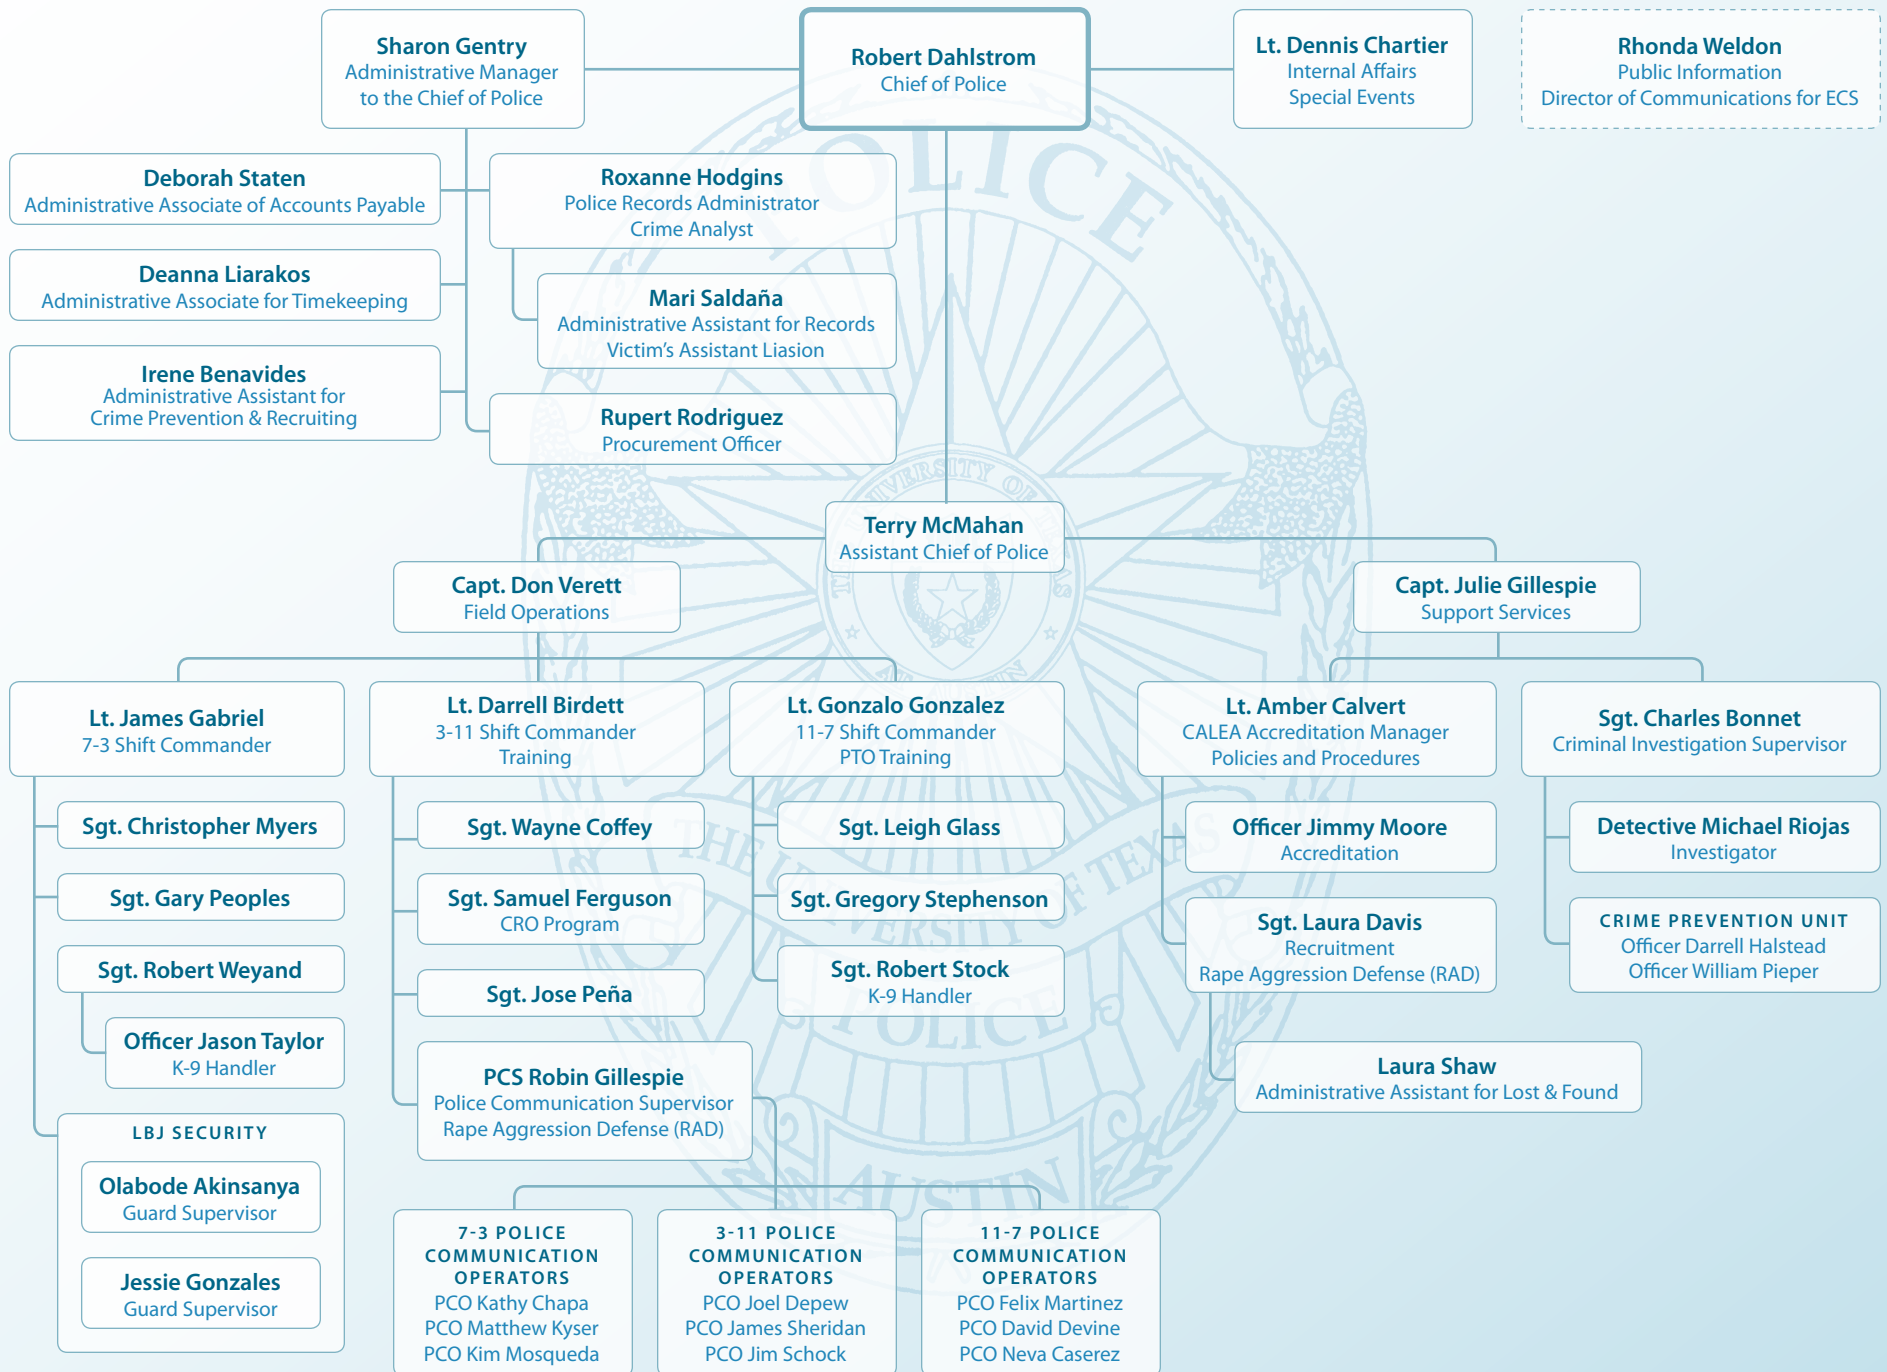 Sharon Gentry
Administrative Manager
to the Chief of Police
Robert Dahlstrom
Chief of Police
Lt. Dennis Chartier
Internal Affairs
Special Events
Rhonda Weldon
Public Information
Director of Communications for ECS
Deborah Staten
Administrative Associate of Accounts Payable
Roxanne Hodgins
Police Records Administrator
Crime Analyst
Deanna Liarakos
Administrative Associate for Timekeeping
Mari Saldaña
Administrative Assistant for Records
Victim's Assistant Liasion
Irene Benavides
Administrative Assistant for
Crime Prevention & Recruiting
Rupert Rodriguez
Procurement Officer
Terry McMahan
Assistant Chief of Police
Capt. Don Verett
Field Operations
Capt. Julie Gillespie
Support Services
Lt. James Gabriel
7-3 Shift Commander
Sgt. Christopher Myers
Sgt. Gary Peoples
Sgt. Robert Weyand
Officer Jason Taylor
K-9 Handler
LBJ SECURITY
Olabode Akinsanya
Guard Supervisor
Jessie Gonzales
Guard Supervisor
Lt. Darrell Birdett
3-11 Shift Commander
Training
Sgt. Wayne Coffey
Sgt. Samuel Ferguson
CRO Program
Sgt. Jose Peña
PCS Robin Gillespie
Police Communication Supervisor
Rape Aggression Defense (RAD)
7-3 POLICE
COMMUNICATION
OPERATORS
PCO Kathy Chapa
PCO Matthew Kyser
PCO Kim Mosqueda
3-11 POLICE
COMMUNICATION
OPERATORS
PCO Joel Depew
PCO James Sheridan
PCO Jim Schock
11-7 POLICE
COMMUNICATION
OPERATORS
PCO Felix Martinez
PCO David Devine
PCO Neva Caserez
Lt. Gonzalo Gonzalez
11-7 Shift Commander
PTO Training
Sgt. Leigh Glass
Sgt. Gregory Stephenson
Sgt. Robert Stock
K-9 Handler
Lt. Amber Calvert
CALEA Accreditation Manager
Policies and Procedures
Officer Jimmy Moore
Accreditation
Sgt. Laura Davis
Recruitment
Rape Aggression Defense (RAD)
Laura Shaw
Administrative Assistant for Lost & Found
Sgt. Charles Bonnet
Criminal Investigation Supervisor
Detective Michael Riojas
Investigator
CRIME PREVENTION UNIT
Officer Darrell Halstead
Officer William Pieper
POLICE
THE UNIVERSITY OF TEXAS
AT AUSTIN
THE UNIVERSITY OF TEXAS
POLICE
AUSTIN